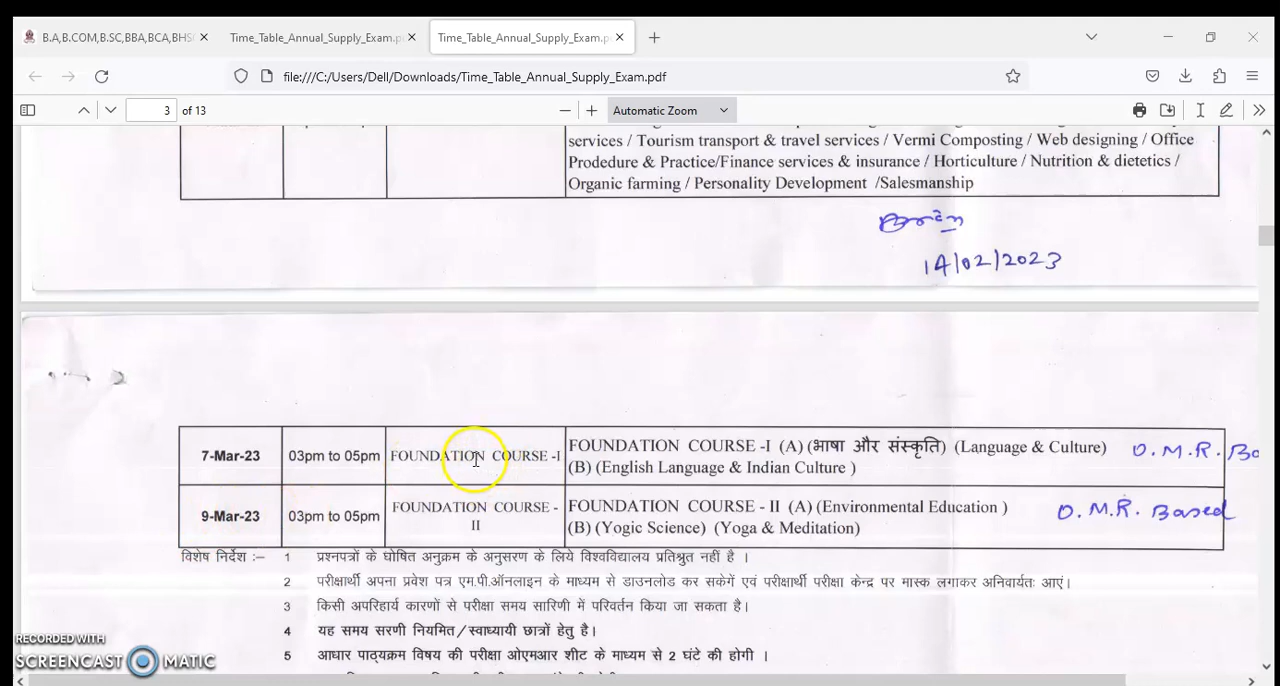 B.A,B.COM,B.SC,BBA,BCA,BHS
Time_Table_Annual_Supply_Exam.p
Time_Table_Annual_Supply_Exam.p
file:///C:/Users/Dell/Downloads/Time_Table_Annual_Supply_Exam.pdf
3 of 13
Automatic Zoom
services / Tourism transport & travel services / Vermi Composting / Web designing / Office
Prodedure & Practice/Finance services & insurance / Horticulture / Nutrition & dietetics /
Organic farming / Personality Development /Salesmanship
14/02/2023
7-Mar-23 03pm to 05pm FOUNDATION COURSE -I FOUNDATION COURSE -I (A) (भाषा और संस्कृति) (Language & Culture) O.M.R. Ba
(B) (English Language & Indian Culture )
9-Mar-23 03pm to 05pm FOUNDATION COURSE - II FOUNDATION COURSE - II (A) (Environmental Education ) O.M.R. Based
(B) (Yogic Science) (Yoga & Meditation)
विशेष निर्देश :– 1 प्रश्नपत्रों के घोषित अनुक्रम के अनुसरण के लिये विश्वविद्यालय प्रतिश्रुत नहीं है ।
2 परीक्षार्थी अपना प्रवेश पत्र एम.पी.ऑनलाइन के माध्यम से डाउनलोड कर सकेगें एवं परीक्षार्थी परीक्षा केन्द्र पर मास्क लगाकर अनिवार्यतः आएं।
3 किसी अपरिहार्य कारणों से परीक्षा समय सारिणी में परिवर्तन किया जा सकता है।
4 यह समय सरणी नियमित/स्वाध्यायी छात्रों हेतु है।
5 आधार पाठ्यक्रम विषय की परीक्षा ओएमआर शीट के माध्यम से 2 घंटे की होगी ।
RECORDED WITH
SCREENCAST MATIC